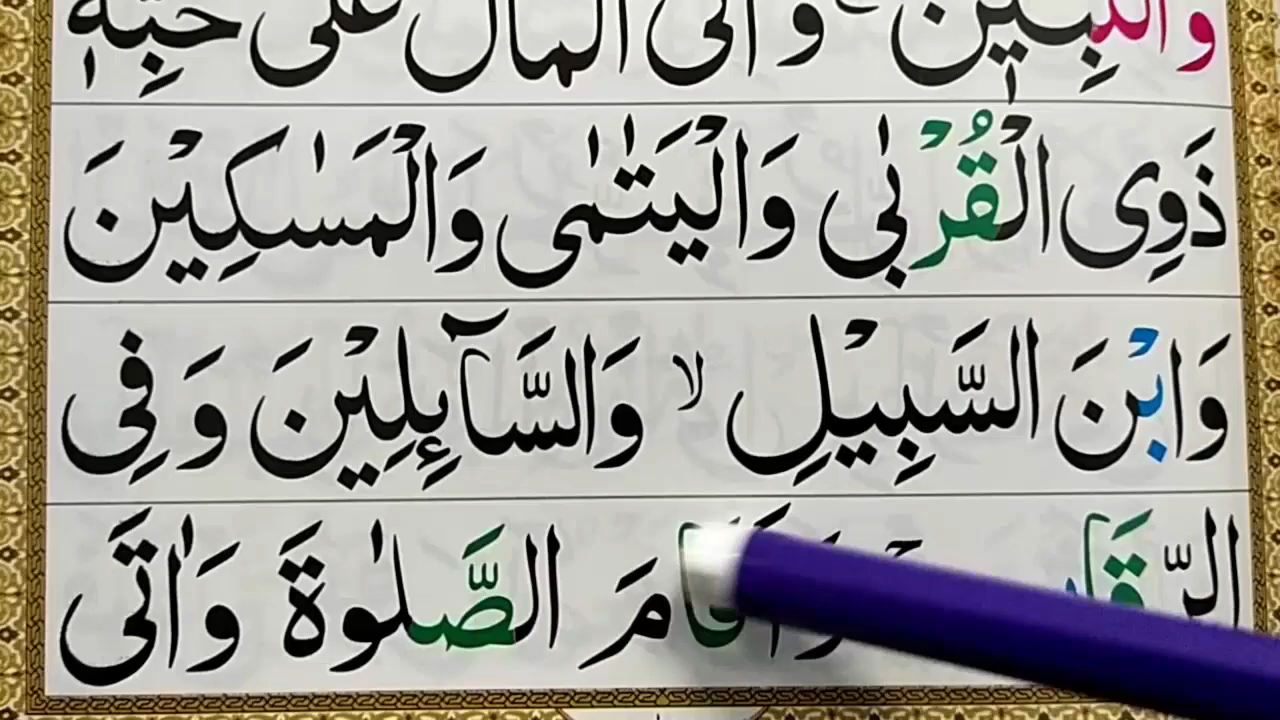 وَالنَّبِيّٖنَ ۚ وَاٰتَى الْمَالَ عَلٰى حُبِّهٖ
ذَوِى الْقُرْبٰى وَالْيَتٰمٰى وَالْمَسٰكِيْنَ
وَابْنَ السَّبِيْلِ ۙ وَالسَّآئِلِيْنَ وَفِى
الصَّلٰوةَ وَاٰتَى